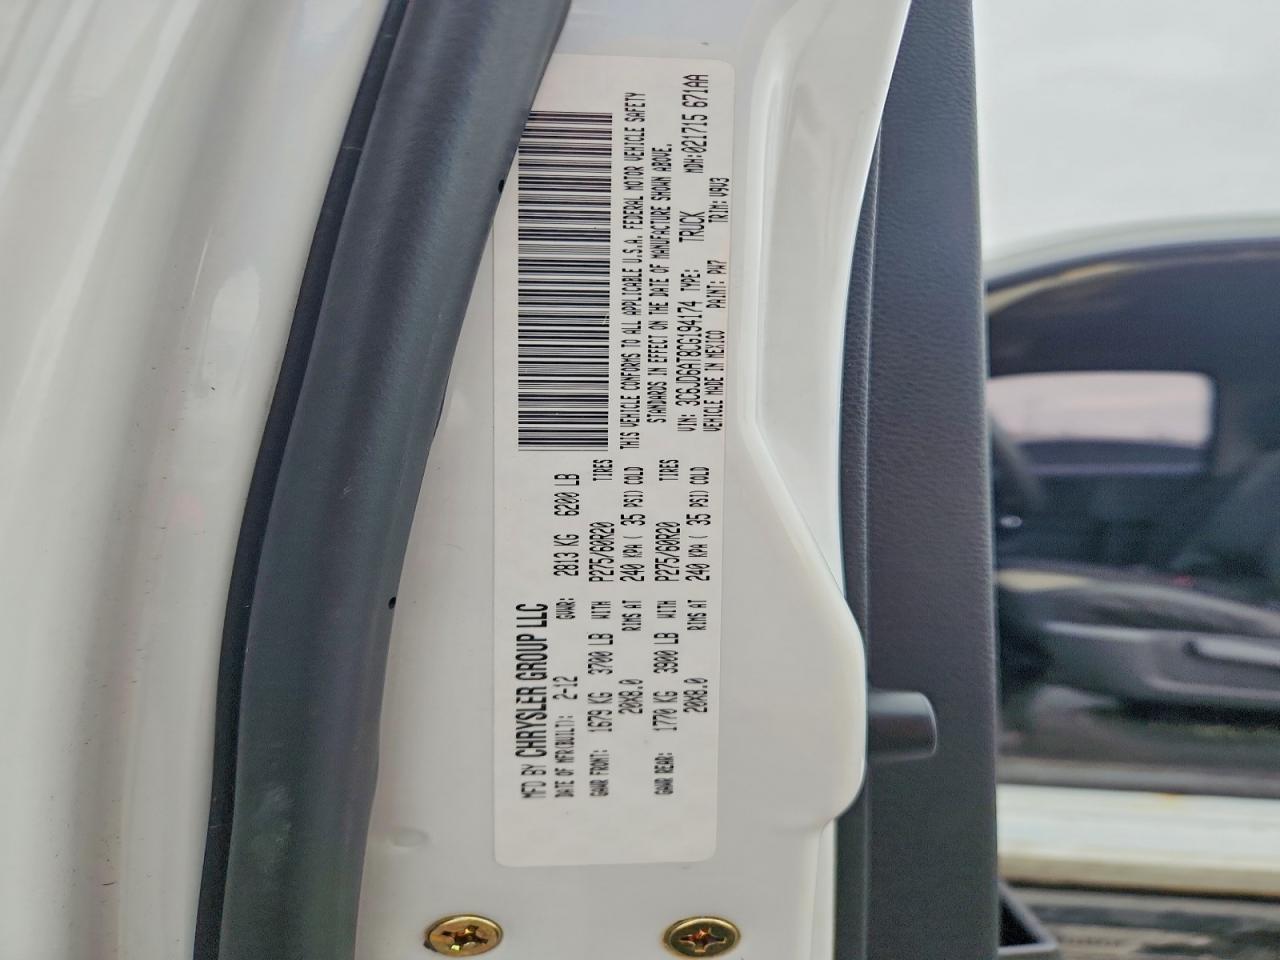 MFD BY CHRYSLER GROUP LLC
DATE OF MFR(BUILT): 2-12 GVWR: 2813 KG 6200 LB
GAWR FRONT: 1679 KG 3700 LB WITH P275/60R20 TIRES
20X8.0 RIMS AT 240 KPA ( 35 PSI) COLD
GAWR REAR: 1770 KG 3900 LB WITH P275/60R20 TIRES
20X8.0 RIMS AT 240 KPA ( 35 PSI) COLD
THIS VEHICLE CONFORMS TO ALL APPLICABLE U.S.A. FEDERAL MOTOR VEHICLE SAFETY
STANDARDS IN EFFECT ON THE DATE OF MANUFACTURE SHOWN ABOVE.
VIN: 3C6JD6AT8CG194174 TYPE: TRUCK MDH:021715 671AA
VEHICLE MADE IN MEXICO PAINT: PW7 TRIM: V9V3